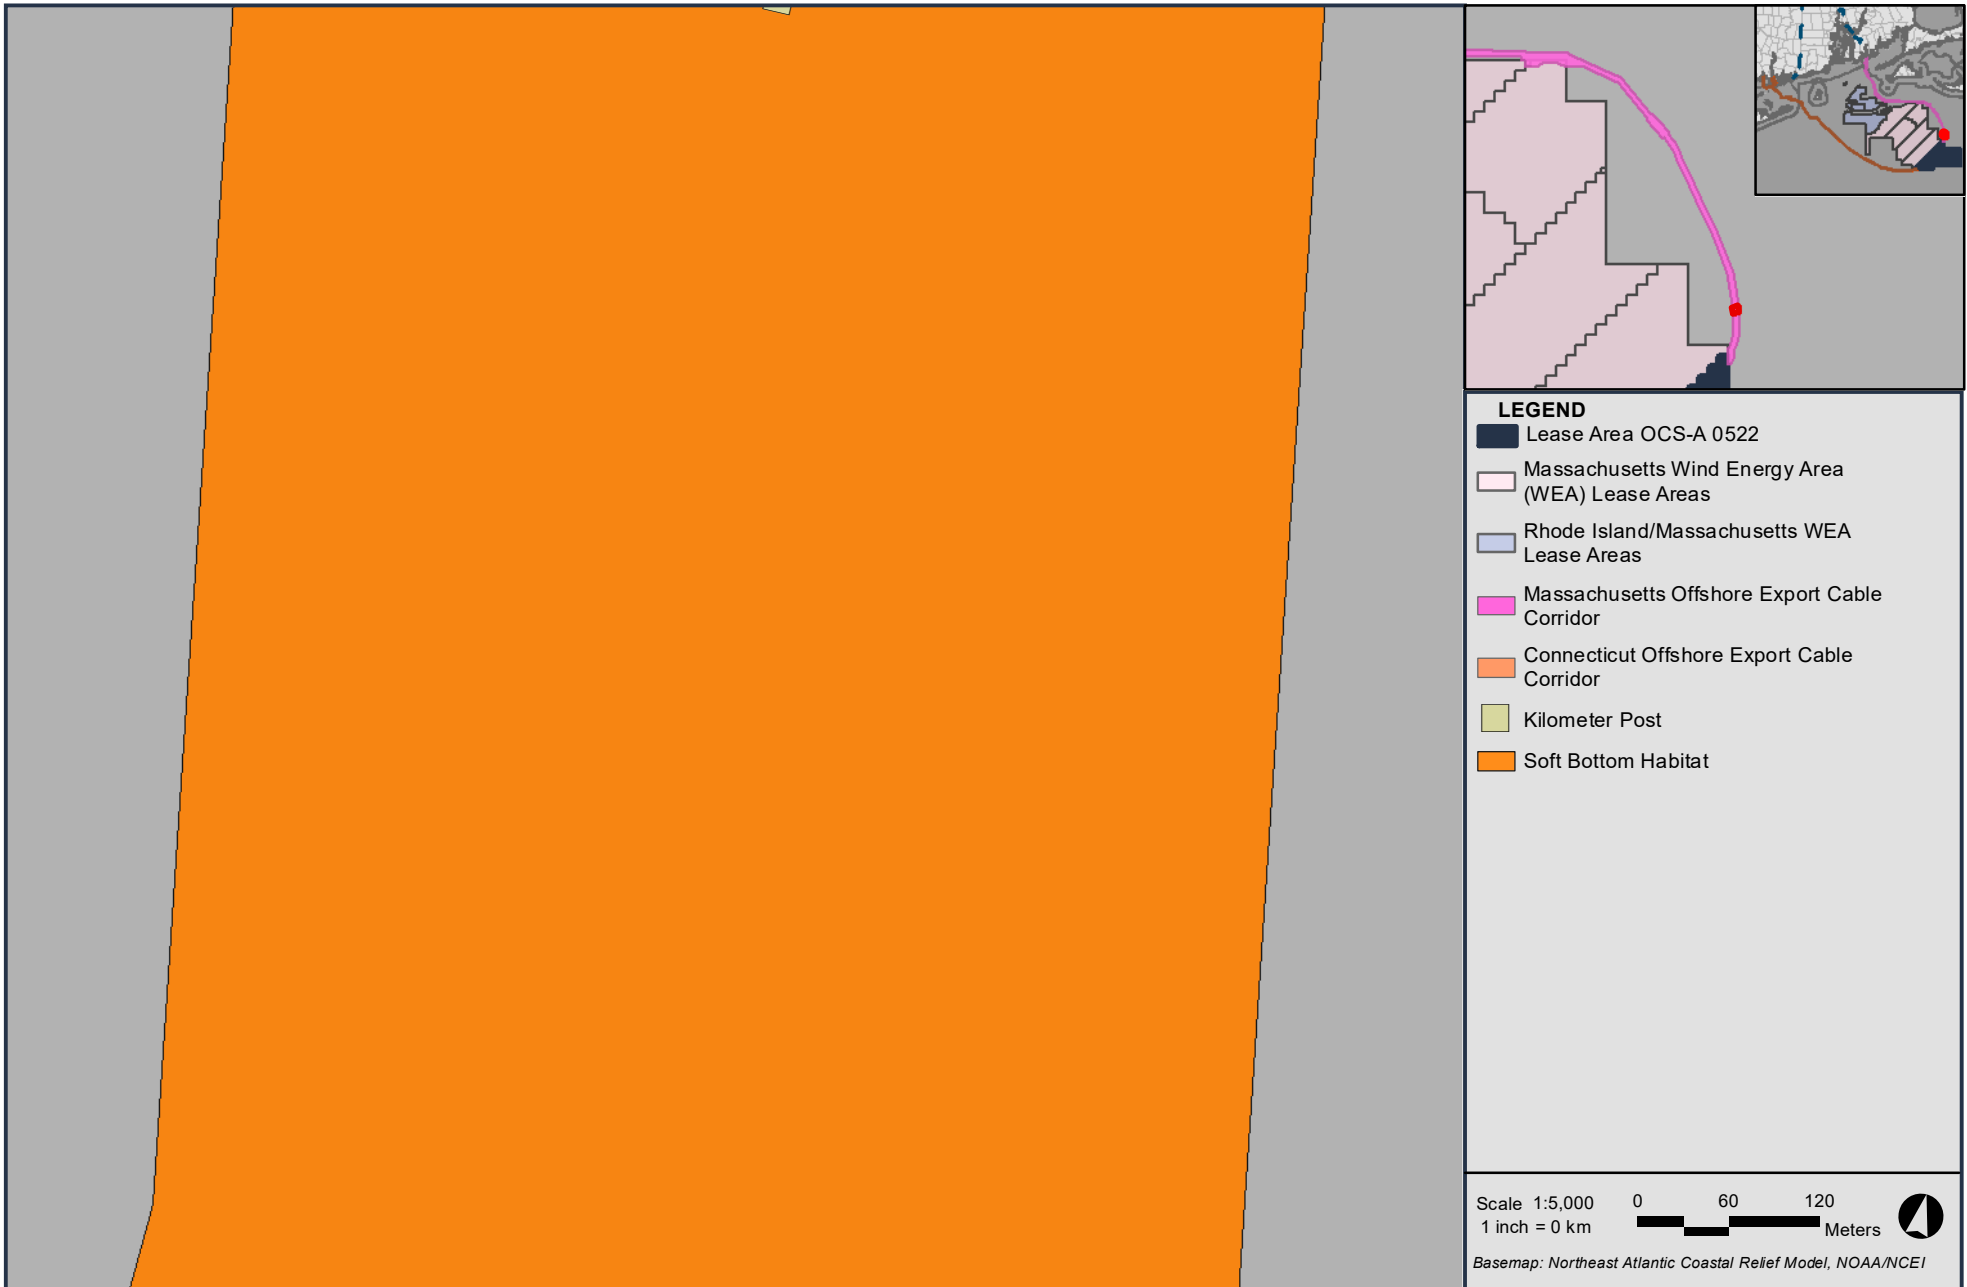 LEGEND
Lease Area OCS-A 0522
Massachusetts Wind Energy Area
(WEA) Lease Areas
Rhode Island/Massachusetts WEA
Lease Areas
Massachusetts Offshore Export Cable
Corridor
Connecticut Offshore Export Cable
Corridor
Kilometer Post
Soft Bottom Habitat
Scale 1:5,000
1 inch = 0 km
0 60 120
Meters
Basemap: Northeast Atlantic Coastal Relief Model, NOAA/NCEI